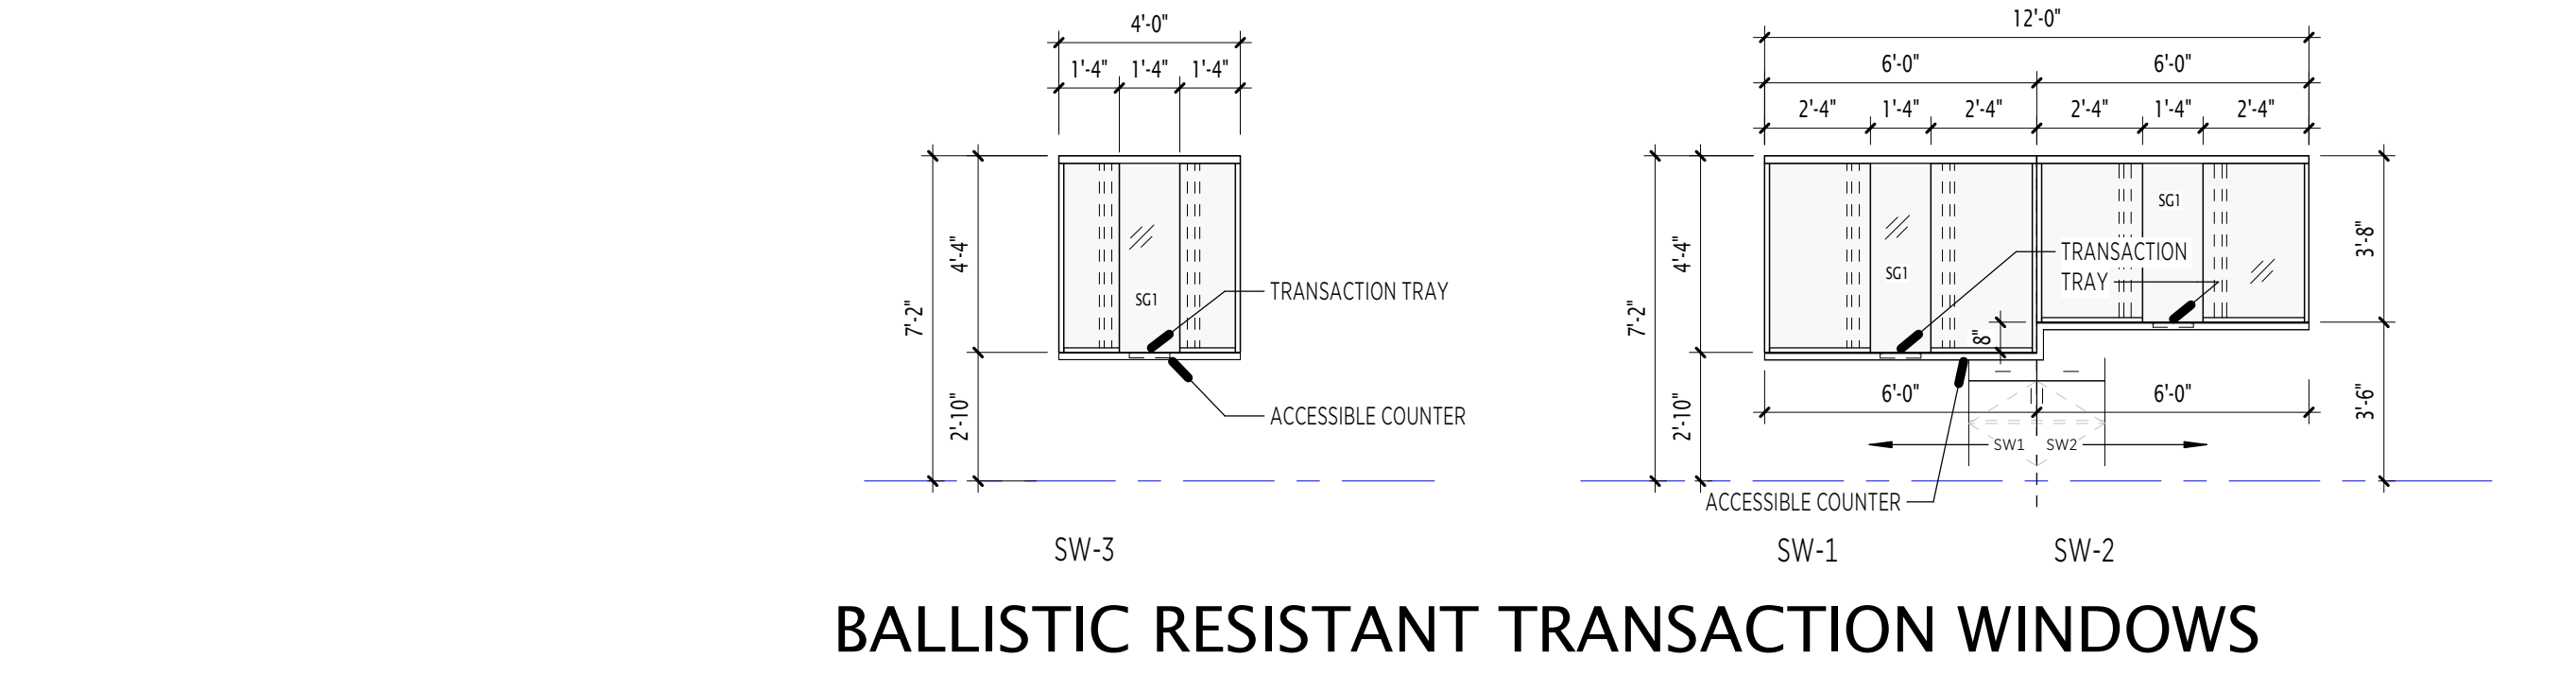 4'-0"
1'-4" 1'-4" 1'-4"
4'-4"
7'-2"
2'-10"
SG1
TRANSACTION TRAY
ACCESSIBLE COUNTER
SW-3
12'-0"
6'-0" 6'-0"
2'-4" 1'-4" 2'-4" 2'-4" 1'-4" 2'-4"
4'-4"
7'-2"
2'-10"
SG1
SG1
TRANSACTION
TRAY
3'-8"
8"
6'-0" 6'-0"
3'-6"
SW1 SW2
ACCESSIBLE COUNTER
SW-1 SW-2
BALLISTIC RESISTANT TRANSACTION WINDOWS